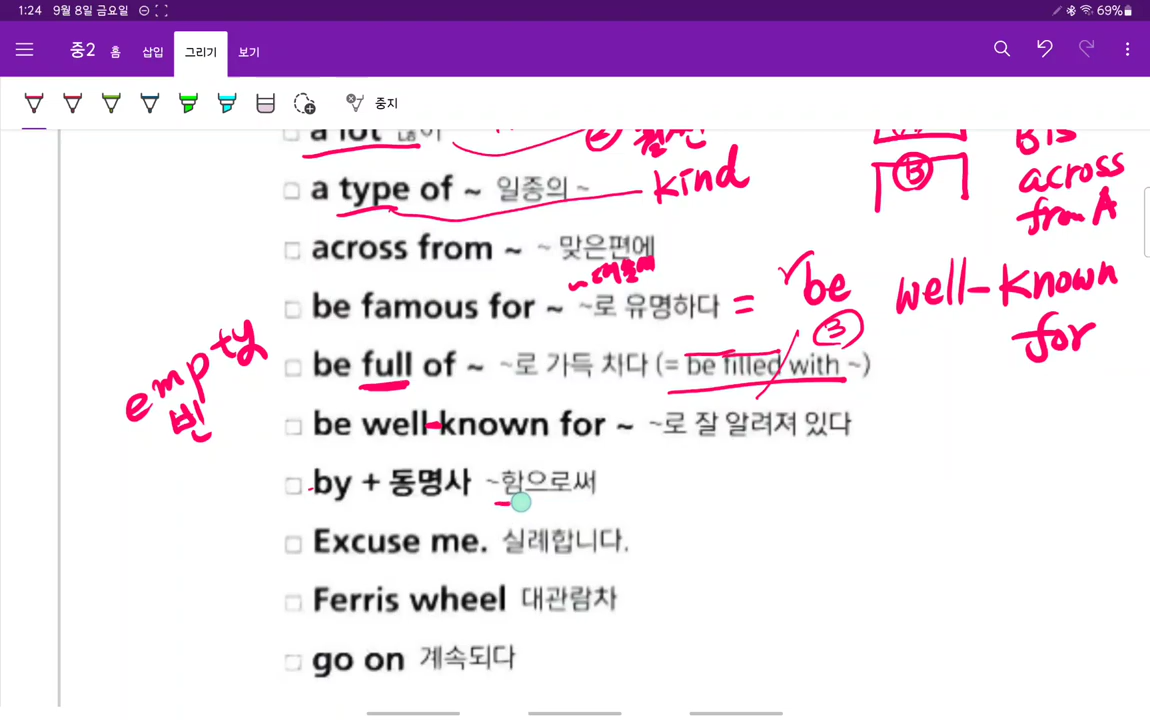 1:24 9월 8일 금요일 69%
중2 홈 삽입 그리기 보기
중지
a lot 많이
B is
across
from A
B
a type of ~ 일종의 ~ kind
across from ~ ~ 맞은편에
be famous for ~ ~로 유명하다 = be well-known
for
3
empty
빈
be full of ~ ~로 가득 차다 (= be filled with ~)
be well-known for ~ ~로 잘 알려져 있다
by + 동명사 ~함으로써
Excuse me. 실례합니다.
Ferris wheel 대관람차
go on 계속되다